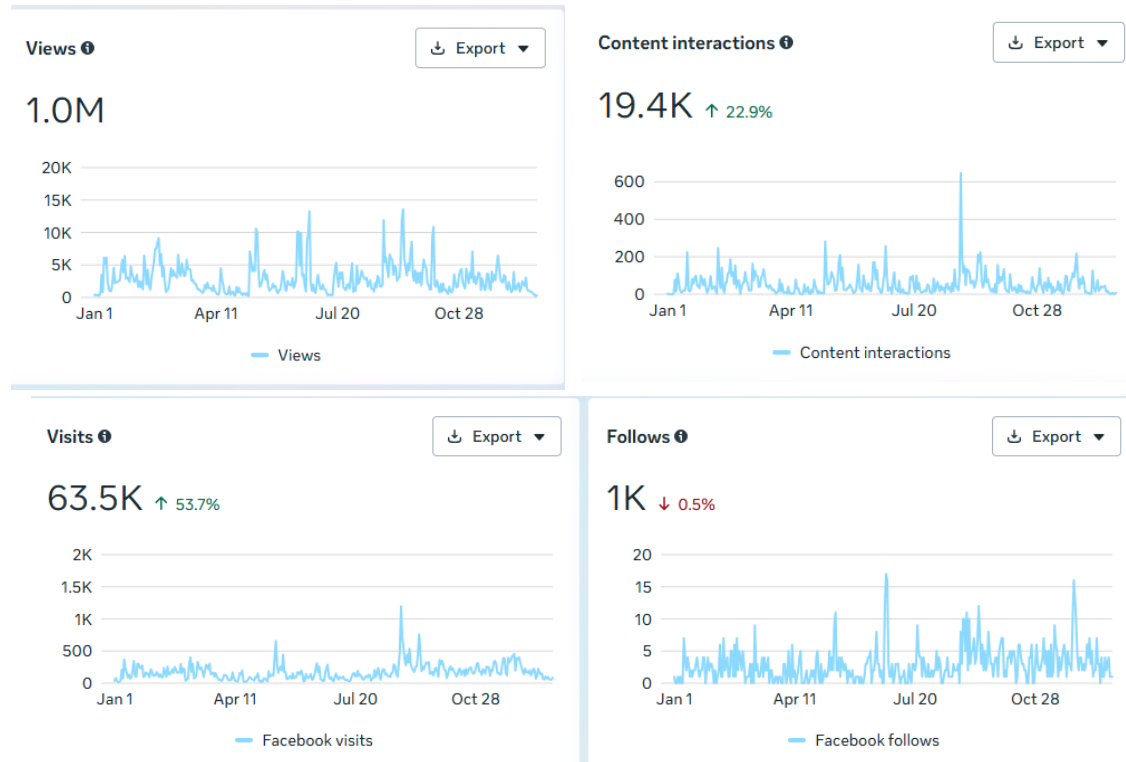 Views
Export
1.0M
20K
15K
10K
5K
0
Jan 1 Apr 11 Jul 20 Oct 28
Views
Content interactions
Export
19.4K ↑ 22.9%
600
400
200
0
Jan 1 Apr 11 Jul 20 Oct 28
Content interactions
Visits
Export
63.5K ↑ 53.7%
2K
1.5K
1K
500
0
Jan 1 Apr 11 Jul 20 Oct 28
Facebook visits
Follows
Export
1K ↓ 0.5%
20
15
10
5
0
Jan 1 Apr 11 Jul 20 Oct 28
Facebook follows